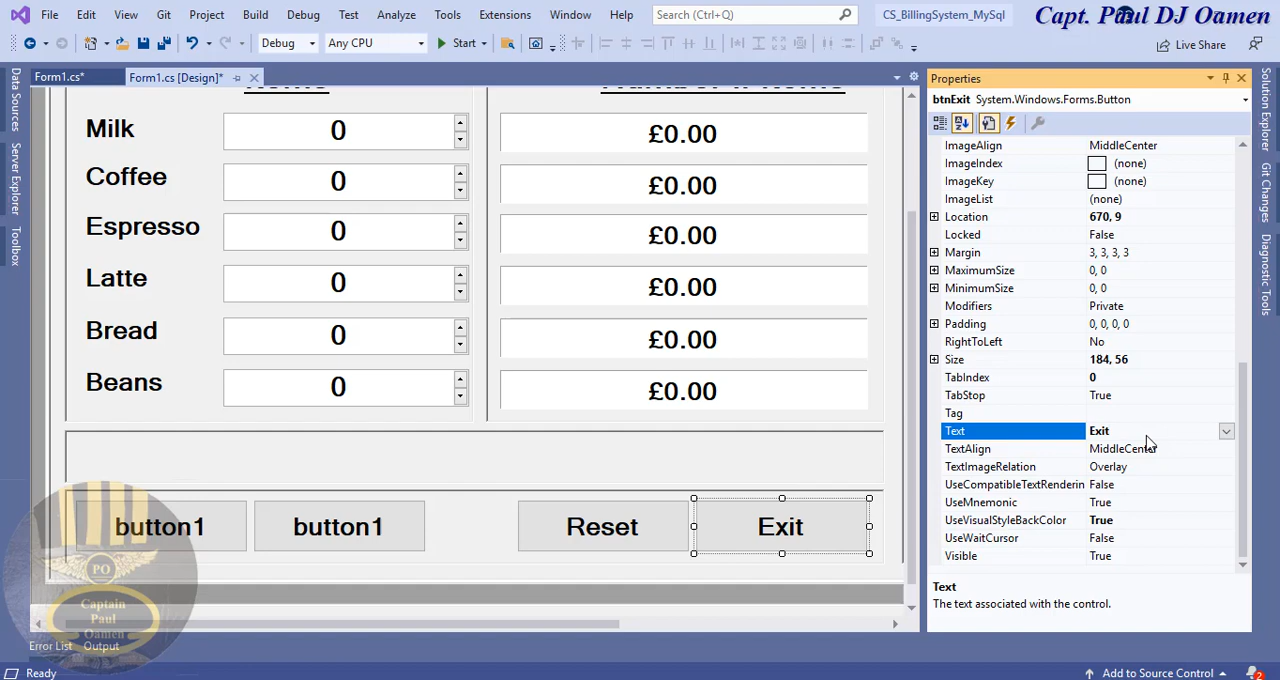 File Edit View Git Project Build Debug Test Analyze Tools Extensions Window Help Search (Ctrl+Q) CS_BillingSystem_MySql
Capt. Paul DJ Oamen
Debug Any CPU Start Live Share
Form1.cs* Form1.cs [Design]*
Data Sources
Server Explorer
Toolbox
Milk 0 £0.00
Coffee 0 £0.00
Espresso 0 £0.00
Latte 0 £0.00
Bread 0 £0.00
Beans 0 £0.00
button1 button1 Reset Exit
PO
Captain
Paul
Oamen
Properties
btnExit System.Windows.Forms.Button
ImageAlign MiddleCenter
ImageIndex (none)
ImageKey (none)
ImageList (none)
Location 670, 9
Locked False
Margin 3, 3, 3, 3
MaximumSize 0, 0
MinimumSize 0, 0
Modifiers Private
Padding 0, 0, 0, 0
RightToLeft No
Size 184, 56
TabIndex 0
TabStop True
Tag
Text Exit
TextAlign MiddleCenter
TextImageRelation Overlay
UseCompatibleTextRenderin False
UseMnemonic True
UseVisualStyleBackColor True
UseWaitCursor False
Visible True
Text
The text associated with the control.
Solution Explorer
Git Changes
Diagnostic Tools
Error List Output
Ready Add to Source Control 2